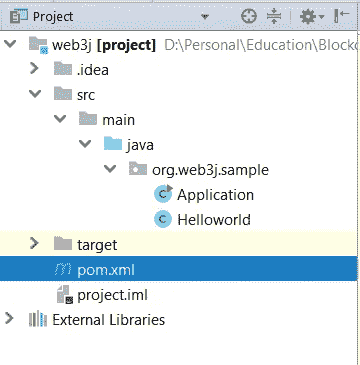 Project
web3j [project] D:\Personal\Education\Blockc
.idea
src
main
java
org.web3j.sample
Application
Helloworld
target
pom.xml
project.iml
External Libraries